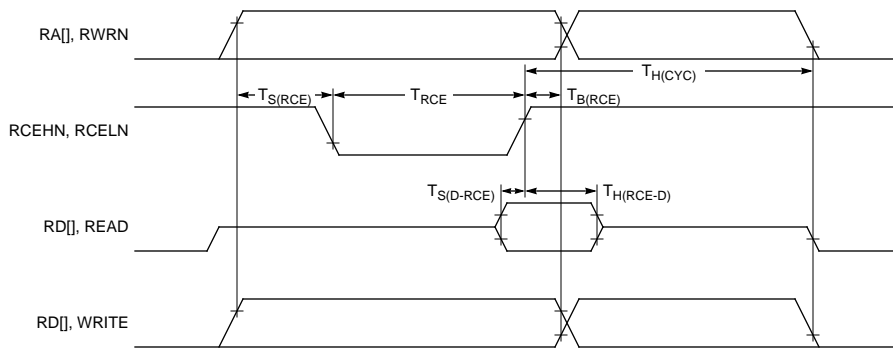 RA[], RWRN
T_H(CYC)
T_S(RCE) T_RCE T_B(RCE)
RCEHN, RCELN
T_S(D-RCE) T_H(RCE-D)
RD[], READ
RD[], WRITE